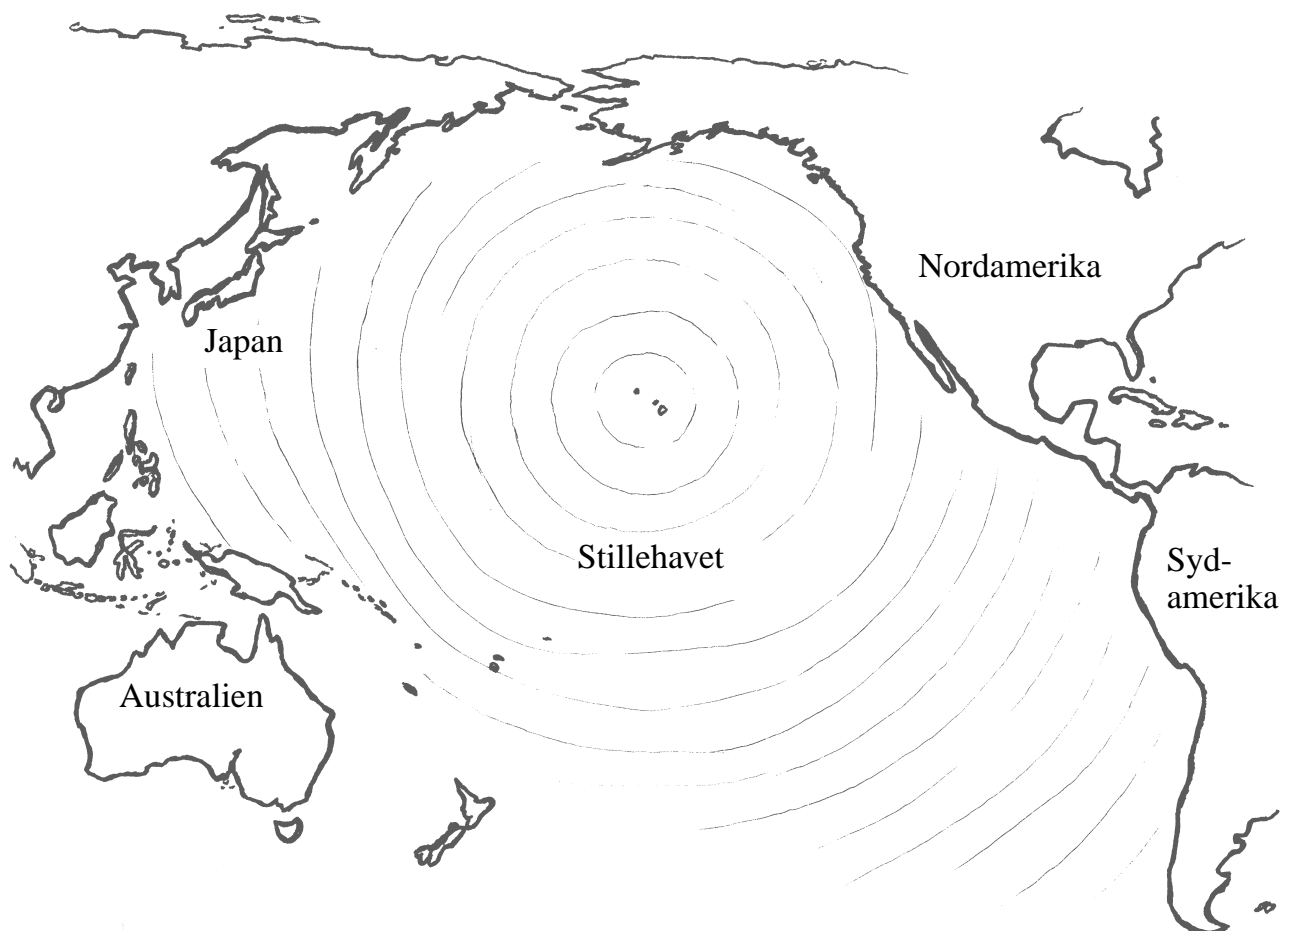 Nordamerika
Japan
Stillehavet
Syd-
amerika
Australien